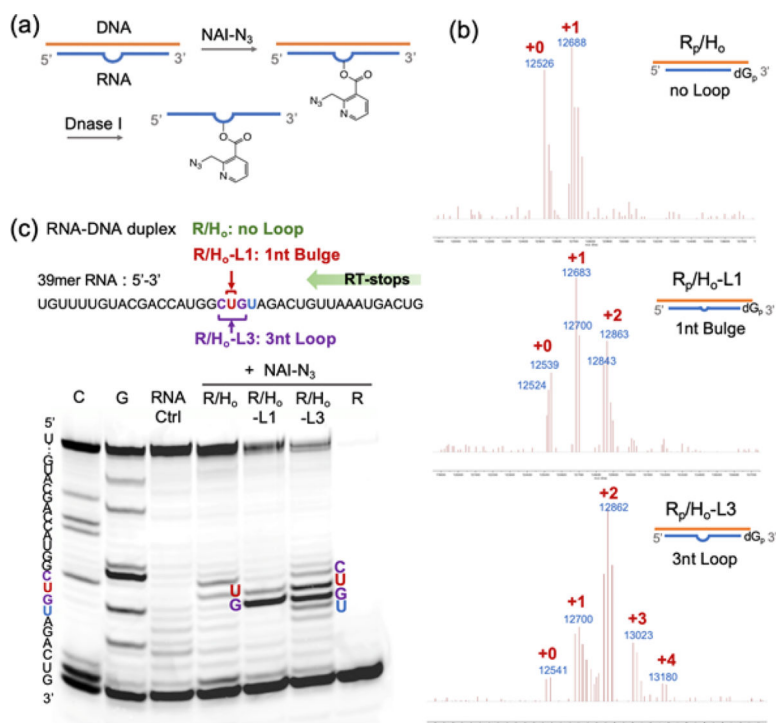 (a)
DNA
5'
3'
RNA
NAI-N₃
5'
3'
O
O
N₃
N
Dnase I
5'
3'
O
O
N₃
N
(b)
+0
12526
+1
12688
Rₚ/Hₒ
5'
dGₚ 3'
no Loop
+0
12539
12524
+1
12683
12700
+2
12863
12843
Rₚ/Hₒ-L1
5'
dGₚ 3'
1nt Bulge
+0
12541
+1
12700
+2
12862
+3
13023
+4
13180
Rₚ/Hₒ-L3
5'
dGₚ 3'
3nt Loop
(c)
RNA-DNA duplex
R/Hₒ: no Loop
R/Hₒ-L1: 1nt Bulge
RT-stops
39mer RNA : 5'-3'
UGUUUUGUACGACCAUGGCUGUAGACUGUUAAAUGACUG
R/Hₒ-L3: 3nt Loop
+ NAI-N₃
C
G
RNA
Ctrl
R/Hₒ
R/Hₒ
-L1
R/Hₒ
-L3
R
5'
U
:
G
U
A
C
G
A
C
C
A
U
G
G
C
U
G
U
A
G
A
C
U
G
3'
U
G
C
U
G
U